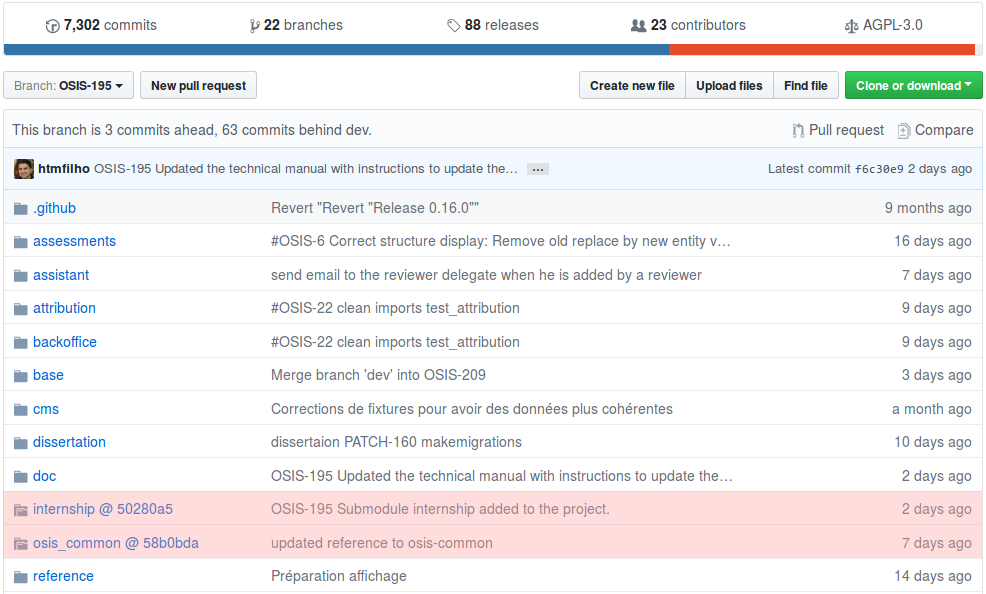 7,302 commits 22 branches 88 releases 23 contributors AGPL-3.0
Branch: OSIS-195 New pull request Create new file Upload files Find file Clone or download
This branch is 3 commits ahead, 63 commits behind dev. Pull request Compare
htmfilho OSIS-195 Updated the technical manual with instructions to update the… ... Latest commit f6c30e9 2 days ago
.github Revert "Revert "Release 0.16.0"" 9 months ago
assessments #OSIS-6 Correct structure display: Remove old replace by new entity v… 16 days ago
assistant send email to the reviewer delegate when he is added by a reviewer 7 days ago
attribution #OSIS-22 clean imports test_attribution 9 days ago
backoffice #OSIS-22 clean imports test_attribution 9 days ago
base Merge branch 'dev' into OSIS-209 3 days ago
cms Corrections de fixtures pour avoir des données plus cohérentes a month ago
dissertation dissertaion PATCH-160 makemigrations 10 days ago
doc OSIS-195 Updated the technical manual with instructions to update the… 2 days ago
internship @ 50280a5 OSIS-195 Submodule internship added to the project. 2 days ago
osis_common @ 58b0bda updated reference to osis-common 7 days ago
reference Préparation affichage 14 days ago